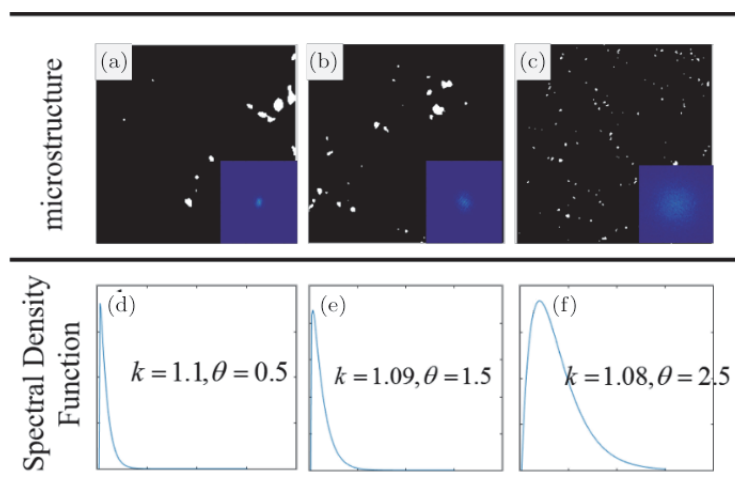 microstructure
(a)
(b)
(c)
Spectral Density
Function
(d)
(e)
(f)
k = 1.1, θ = 0.5
k = 1.09, θ = 1.5
k = 1.08, θ = 2.5